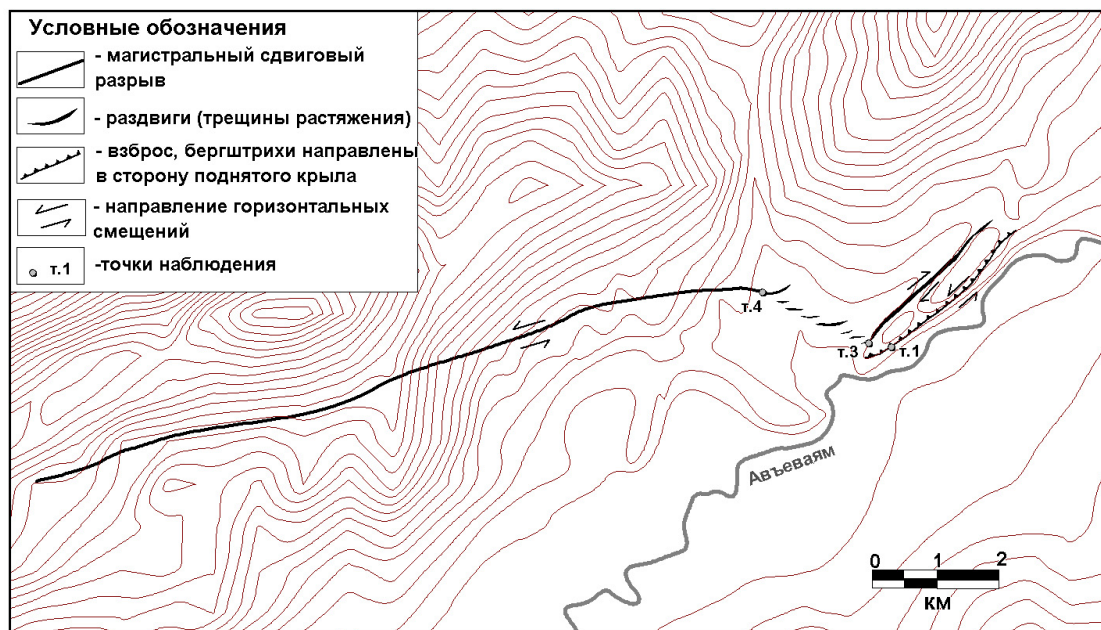 Условные обозначения
- магистральный сдвиговый
разрыв
- раздвиги (трещины растяжения)
- взброс, бергштрихи направлены
в сторону поднятого крыла
- направление горизонтальных
смещений
т.1 -точки наблюдения
т.4
т.3
т.1
Авъеваям
0 1 2
км